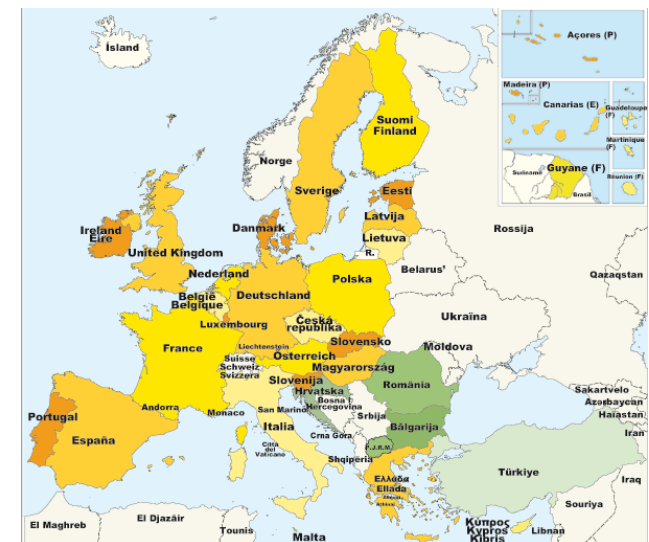 Ísland
Açores (P)
Madeira (P)
Canarias (E)
Guadeloupe
(F)
Martinique
(F)
Guyane (F)
Réunion (F)
Suriname
Brasil
Suomi
Finland
Norge
Sverige
Eesti
Latvija
Lietuva
R.
Rossija
Ireland
Éire
United Kingdom
Danmark
Nederland
België
Belgique
Deutschland
Polska
Belarus'
Qazaqstan
Luxembourg
Česká
republika
Ukraïna
Slovensko
Moldova
France
Liechtenstein
Österreich
Magyarország
Suisse
Schweiz
Svizzera
Slovenija
Hrvatska
România
Bosna i
Hercegovina
Srbija
Sakartvelo
Azərbaycan
Haïastan
Iran
Andorra
Monaco
San Marino
Portugal
España
Italia
Città
del
Vaticano
Crna Gora
Bălgarija
P.J.R.M.
Shqipëria
Ελλάδα
Elláda
Türkiye
Iraq
Souriya
El Maghreb
El Djazâir
Tounis
Malta
Κύπρος
Kypros
Kıbrıs
Libnan